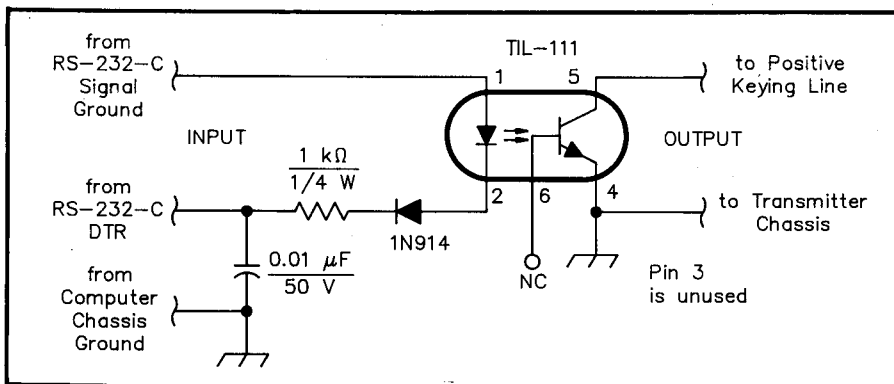 from
RS-232-C
Signal
Ground
TIL-111
1
5
to Positive
Keying Line
INPUT
OUTPUT
1 kΩ
1/4 W
from
RS-232-C
DTR
2
6
4
to Transmitter
Chassis
1N914
0.01 μF
50 V
NC
Pin 3
is unused
from
Computer
Chassis
Ground